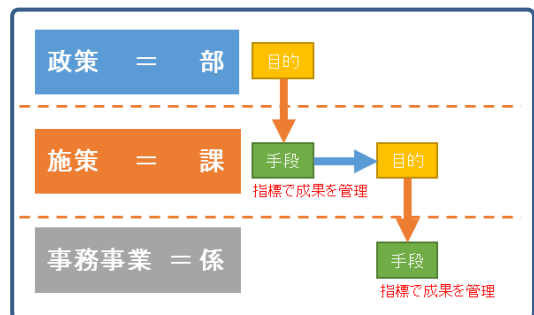 政策 ＝ 部
目的
施策 ＝ 課
手段
目的
指標で成果を管理
事務事業 ＝ 係
手段
指標で成果を管理